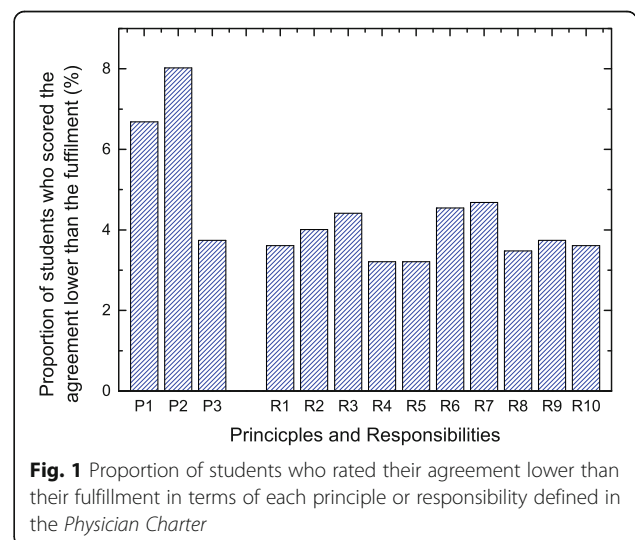 Proportion of students who scored the
agreement lower than the fuffilment (%)
8
6
4
2
0
P1 P2 P3 R1 R2 R3 R4 R5 R6 R7 R8 R9 R10
Princicples and Responsibilities
Fig. 1 Proportion of students who rated their agreement lower than
their fulfillment in terms of each principle or responsibility defined in
the Physician Charter